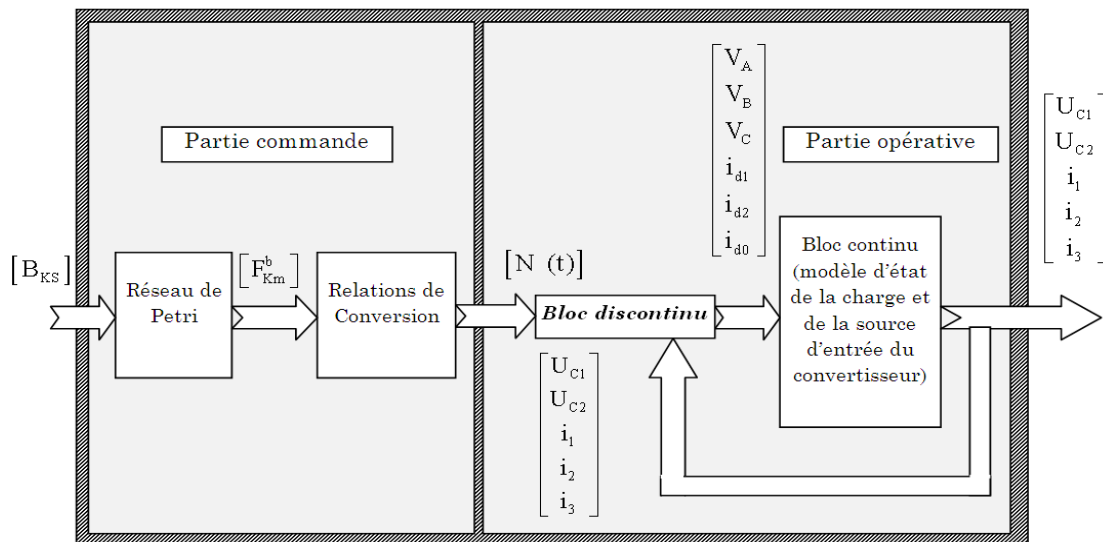 Partie commande
Partie opérative
[B_KS]
Réseau de
Petri
[F^b_Km]
Relations de
Conversion
[N (t)]
Bloc discontinu
V_A
V_B
V_C
i_d1
i_d2
i_d0
Bloc continu
(modèle d'état
de la charge et
de la source
d'entrée du
convertisseur)
U_C1
U_C2
i_1
i_2
i_3
U_C1
U_C2
i_1
i_2
i_3